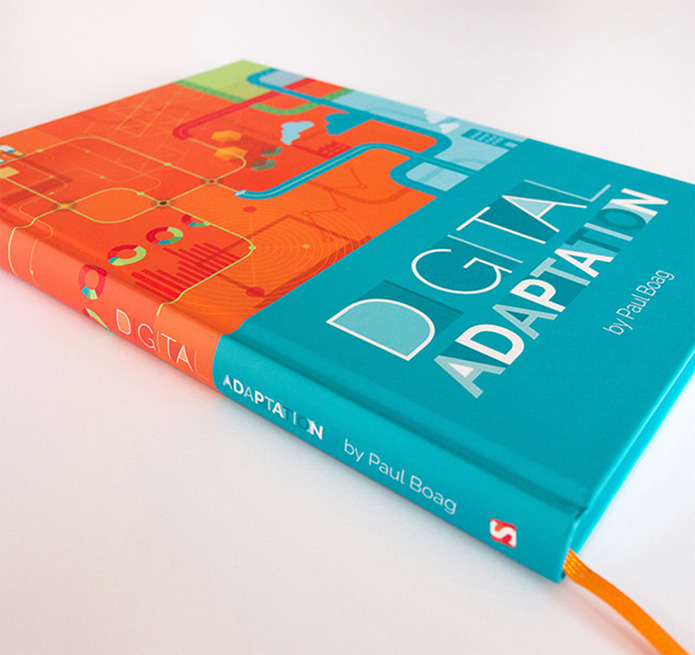 DIGITAL
ADAPTATION
by Paul Boag
DIGITAL
ADAPTATION
by Paul Boag
S